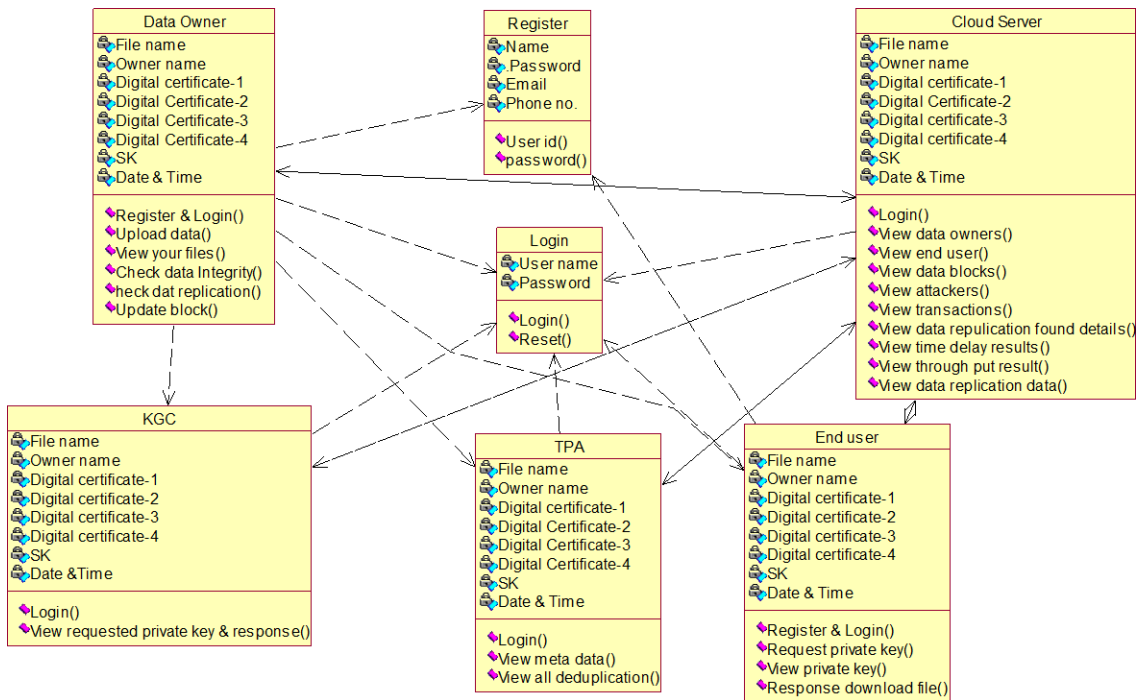 Data Owner
File name
Owner name
Digital certificate-1
Digital Certificate-2
Digital Certificate-3
Digital Certificate-4
SK
Date & Time
Register & Login()
Upload data()
View your files()
Check data Integrity()
heck dat replication()
Update block()
Register
Name
.Password
Email
Phone no.
User id()
password()
Cloud Server
File name
Owner name
Digital certificate-1
Digital Certificate-2
Digital certificate-3
Digital certificate-4
SK
Date & Time
Login()
View data owners()
View end user()
View data blocks()
View attackers()
View transactions()
View data repulication found details()
View time delay results()
View through put result()
View data replication data()
Login
User name
Password
Login()
Reset()
KGC
File name
Owner name
Digital certificate-1
Digital certificate-2
Digital certificate-3
Digital certificate-4
SK
Date &Time
Login()
View requested private key & response()
TPA
File name
Owner name
Digital certificate-1
Digital Certificate-2
Digital Certificate-3
Digital Certificate-4
SK
Date & Time
Login()
View meta data()
View all deduplication()
End user
File name
Owner name
Digital certificate-1
Digital certificate-2
Digital certificate-3
Digital certificate-4
SK
Date & Time
Register & Login()
Request private key()
View private key()
Response download file()